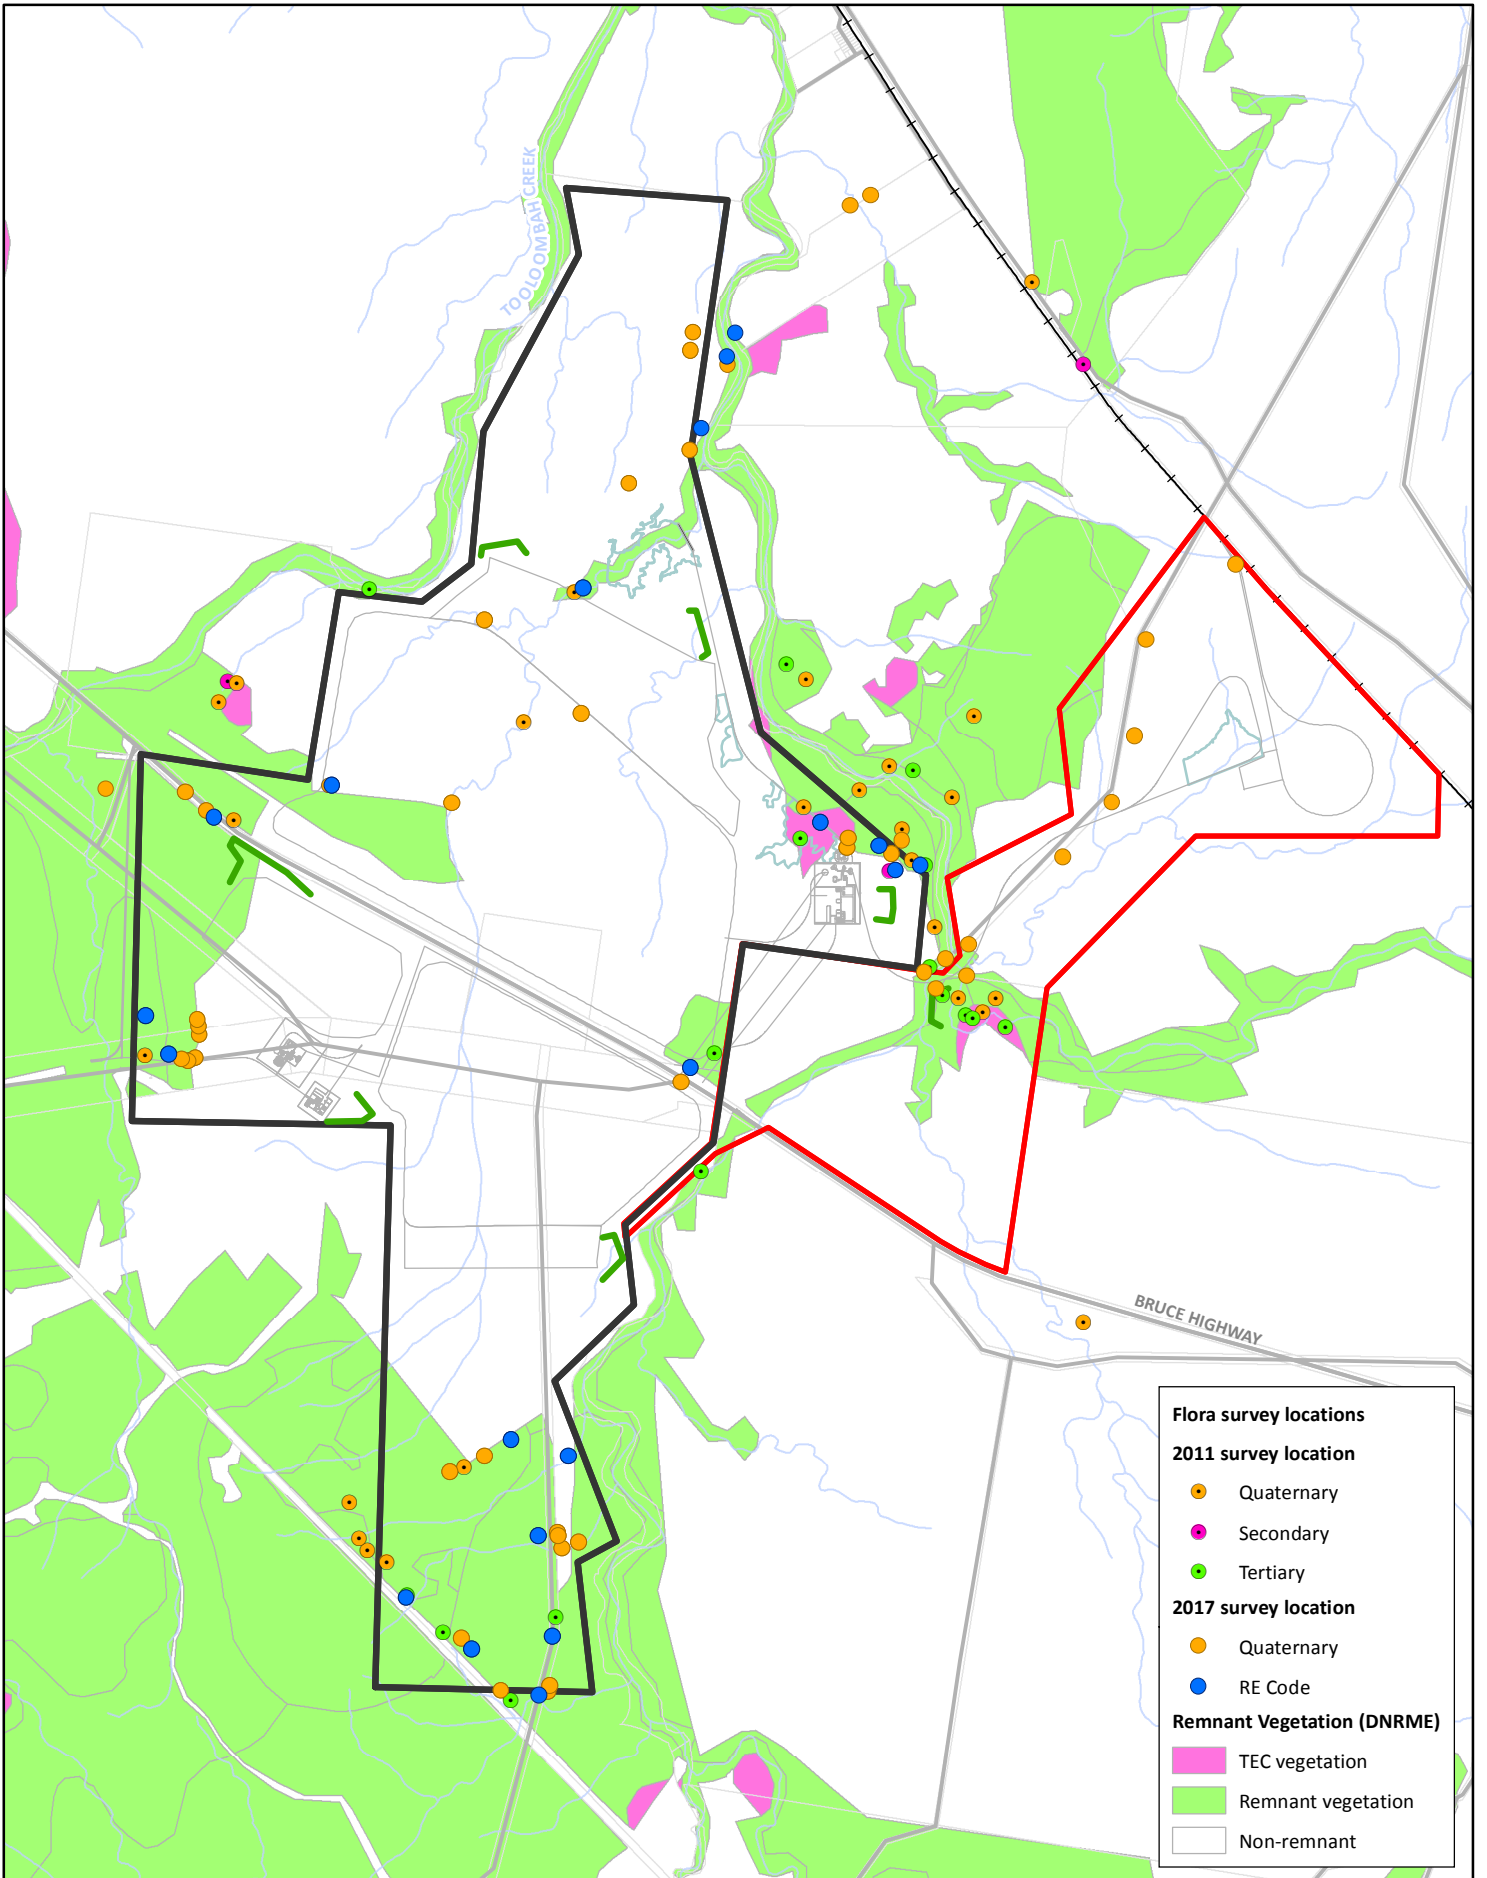 TOOLOOMBAH CREEK
BRUCE HIGHWAY
Flora survey locations
2011 survey location
Quaternary
Secondary
Tertiary
2017 survey location
Quaternary
RE Code
Remnant Vegetation (DNRME)
TEC vegetation
Remnant vegetation
Non-remnant